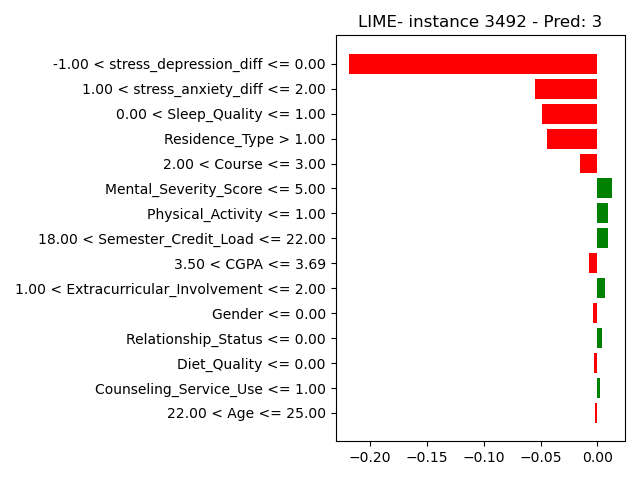 LIME- instance 3492 - Pred: 3
-1.00 < stress_depression_diff <= 0.00
1.00 < stress_anxiety_diff <= 2.00
0.00 < Sleep_Quality <= 1.00
Residence_Type > 1.00
2.00 < Course <= 3.00
Mental_Severity_Score <= 5.00
Physical_Activity <= 1.00
18.00 < Semester_Credit_Load <= 22.00
3.50 < CGPA <= 3.69
1.00 < Extracurricular_Involvement <= 2.00
Gender <= 0.00
Relationship_Status <= 0.00
Diet_Quality <= 0.00
Counseling_Service_Use <= 1.00
22.00 < Age <= 25.00
−0.20 −0.15 −0.10 −0.05 0.00